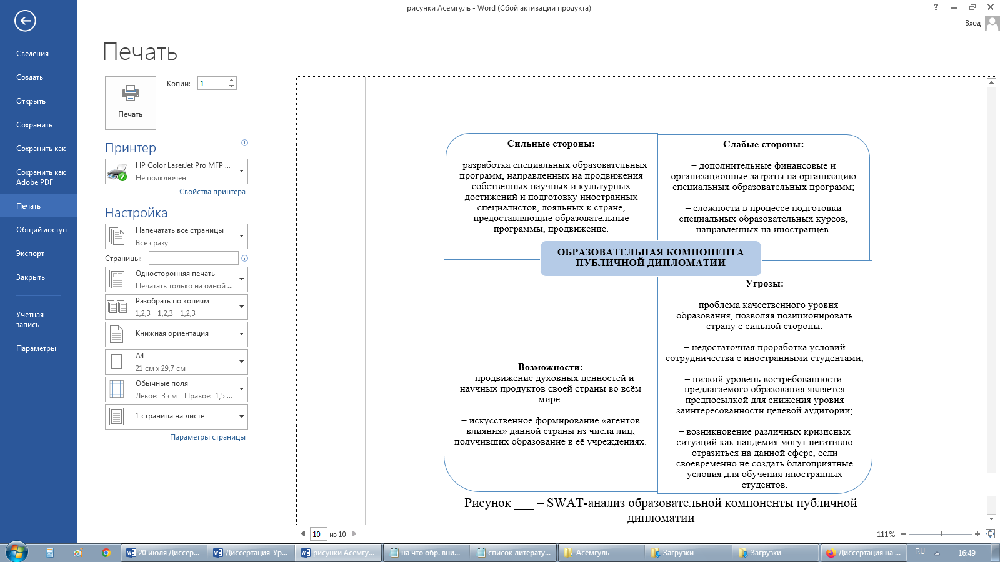 рисунки Асемгуль - Word (Сбой активации продукта)
Вход
Сведения
Создать
Открыть
Сохранить
Сохранить как
Сохранить как
Adobe PDF
Печать
Общий доступ
Экспорт
Закрыть
Учетная
запись
Параметры
Печать
Печать
Копии: 1
Принтер
HP Color LaserJet Pro MFP ...
Не подключен
Свойства принтера
Настройка
Напечатать все страницы
Все сразу
Страницы:
Односторонняя печать
Печатать только на одной ...
Разобрать по копиям
1,2,3 1,2,3 1,2,3
Книжная ориентация
A4
21 см x 29,7 см
Обычные поля
Левое: 3 см Правое: 1,5 ...
1 страница на листе
Параметры страницы
Сильные стороны:
– разработка специальных образовательных
программ, направленных на продвижения
собственных научных и культурных
достижений и подготовку иностранных
специалистов, лояльных к стране,
предоставляющие образовательные
программы, продвижение.
Слабые стороны:
– дополнительные финансовые и
организационные затраты на организацию
специальных образовательных программ;
– сложности в процессе подготовки
специальных образовательных курсов,
направленных на иностранцев.
ОБРАЗОВАТЕЛЬНАЯ КОМПОНЕНТА
ПУБЛИЧНОЙ ДИПЛОМАТИИ
Возможности:
– продвижение духовных ценностей и
научных продуктов своей страны во всём
мире;
– искусственное формирование «агентов
влияния» данной страны из числа лиц,
получивших образование в её учреждениях.
Угрозы:
– проблема качественного уровня
образования, позволяя позиционировать
страну с сильной стороны;
– недостаточная проработка условий
сотрудничества с иностранными студентами;
– низкий уровень востребованности,
предлагаемого образования является
предпосылкой для снижения уровня
заинтересованности целевой аудитории;
– возникновение различных кризисных
ситуаций как пандемия могут негативно
отразиться на данной сфере, если
своевременно не создать благоприятные
условия для обучения иностранных
студентов.
Рисунок ___ – SWAT-анализ образовательной компоненты публичной
дипломатии
10 из 10
111%
20 июля Диссер...
Диссертация_Ур...
рисунки Асемгу...
на что обр. вни...
список литерату...
Асемгуль
Загрузки
Загрузки
Диссертация на ...
RU
16:49